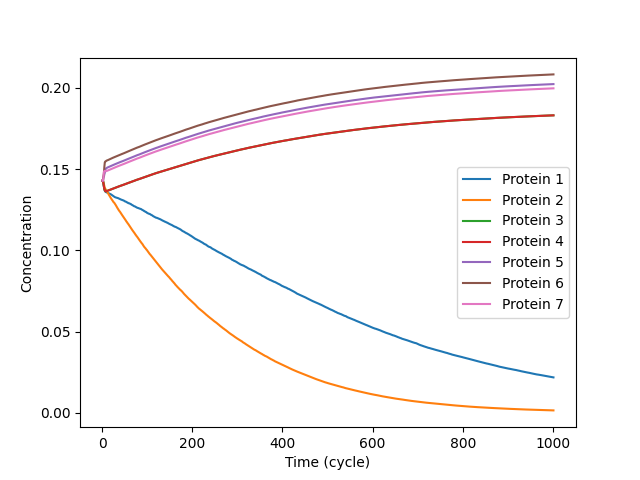 0.20
0.15
0.10
0.05
0.00
Concentration
0
200
400
600
800
1000
Time (cycle)
Protein 1
Protein 2
Protein 3
Protein 4
Protein 5
Protein 6
Protein 7